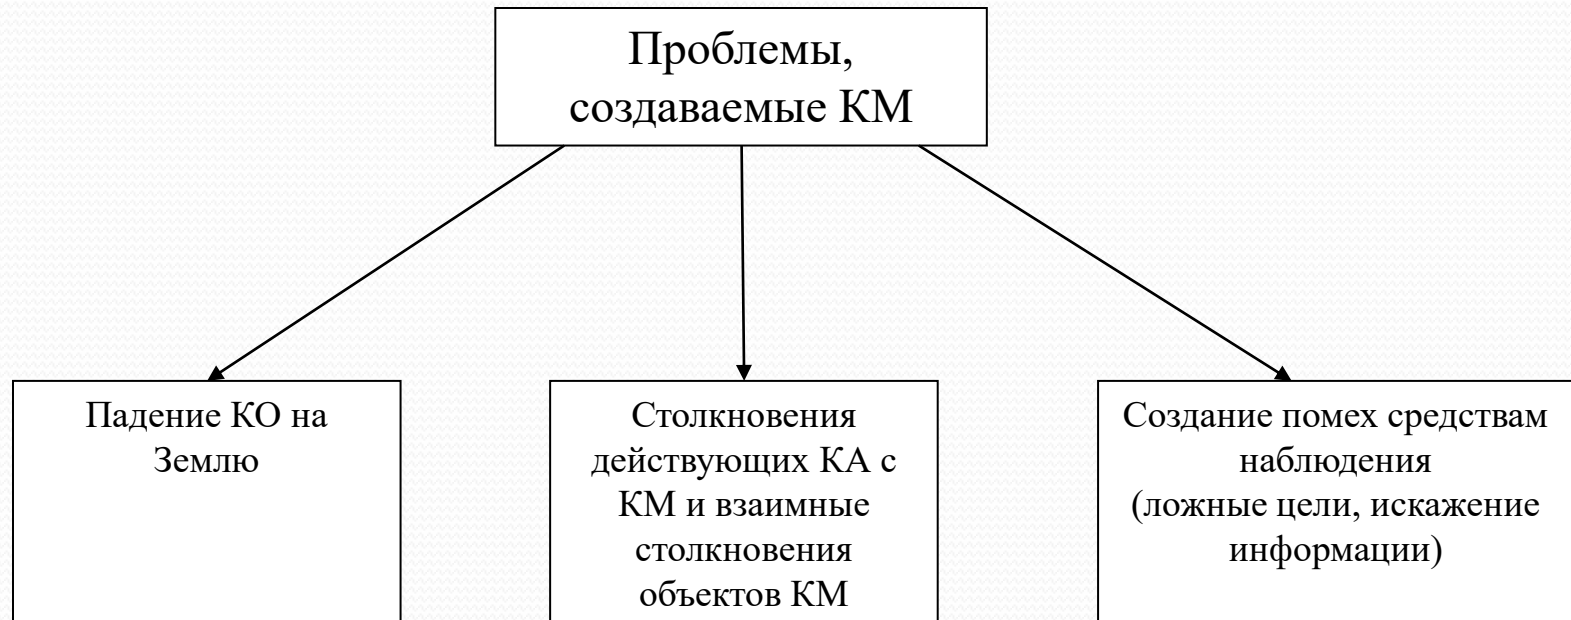 Проблемы,
создаваемые КМ
Падение КО на
Землю
Столкновения
действующих КА с
КМ и взаимные
столкновения
объектов КМ
Создание помех средствам
наблюдения
(ложные цели, искажение
информации)